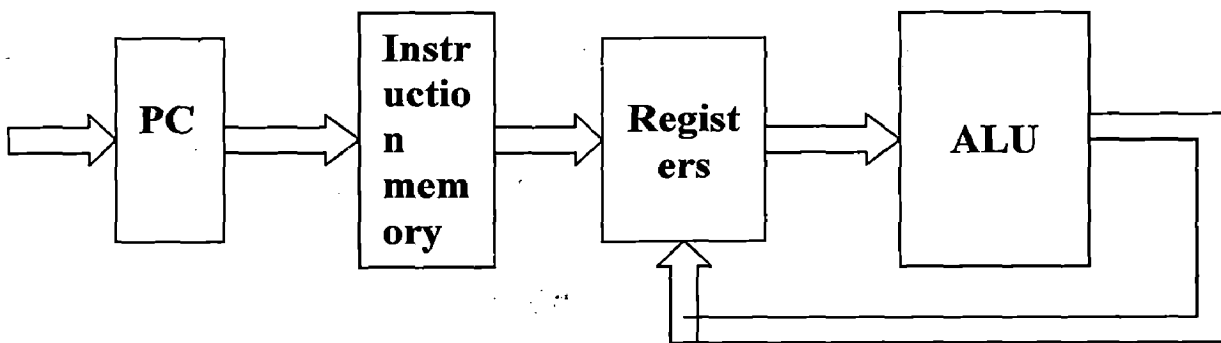 PC
Instr
uctio
n
mem
ory
Regist
ers
ALU